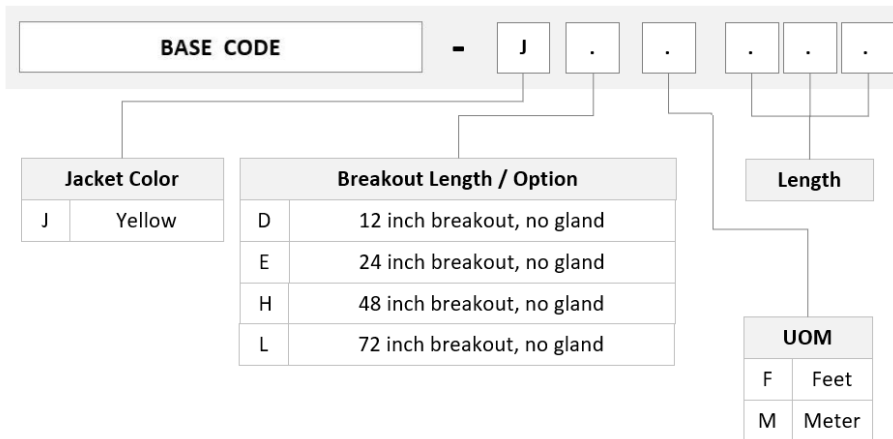 BASE CODE - J . . . . .
Jacket Color
J Yellow
Breakout Length / Option
D 12 inch breakout, no gland
E 24 inch breakout, no gland
H 48 inch breakout, no gland
L 72 inch breakout, no gland
Length
UOM
F Feet
M Meter